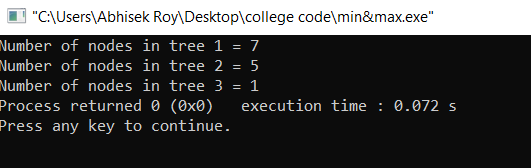 "C:\Users\Abhisek Roy\Desktop\college code\min&max.exe"
Number of nodes in tree 1 = 7
Number of nodes in tree 2 = 5
Number of nodes in tree 3 = 1
Process returned 0 (0x0)   execution time : 0.072 s
Press any key to continue.